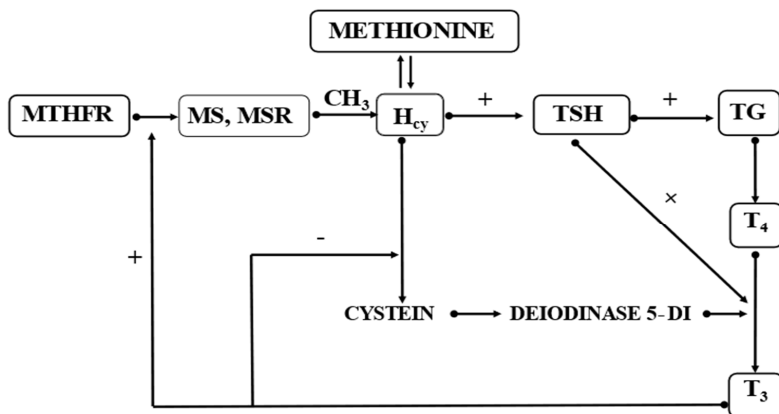 METHIONINE
CH₃
+
+
MTHFR
MS, MSR
Hcy
TSH
TG
×
T₄
-
+
CYSTEIN
DEIODINASE 5-DI
T₃